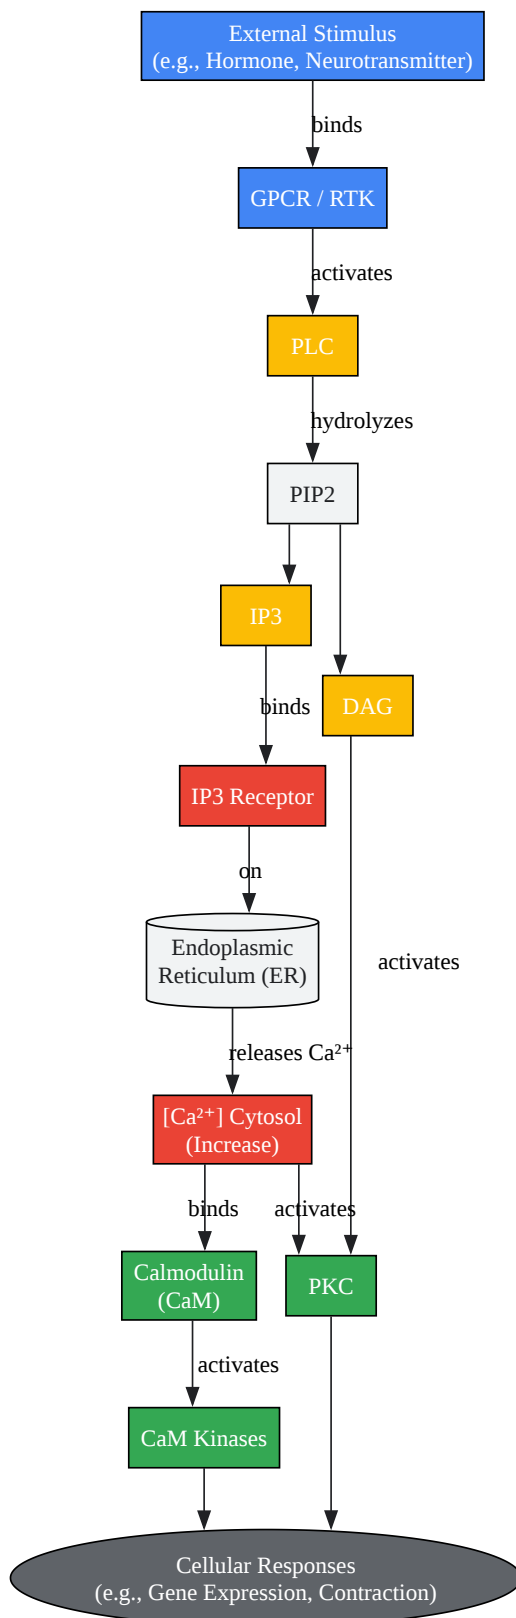 External Stimulus
(e.g., Hormone, Neurotransmitter)
binds
GPCR / RTK
activates
PLC
hydrolyzes
PIP2
IP3
binds
DAG
IP3 Receptor
on
Endoplasmic
Reticulum (ER)
activates
releases Ca²⁺
[Ca²⁺] Cytosol
(Increase)
binds
activates
Calmodulin
(CaM)
PKC
activates
CaM Kinases
Cellular Responses
(e.g., Gene Expression, Contraction)